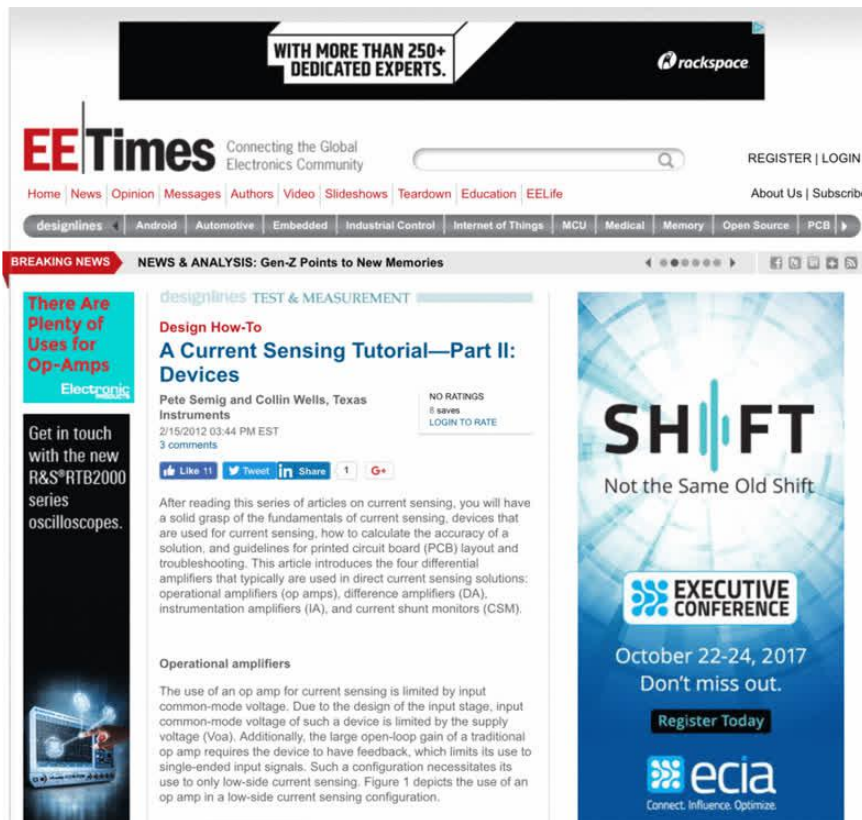 WITH MORE THAN 250+
DEDICATED EXPERTS.
rackspace
EETimes
Connecting the Global
Electronics Community
REGISTER | LOGIN
Home | News | Opinion | Messages | Authors | Video | Slideshows | Teardown | Education | EELife
About Us | Subscribe
designlines
Android | Automotive | Embedded | Industrial Control | Internet of Things | MCU | Medical | Memory | Open Source | PCB
BREAKING NEWS
NEWS & ANALYSIS: Gen-Z Points to New Memories
There Are
Plenty of
Uses for
Op-Amps
Electronic
PRODUCTS
Get in touch
with the new
R&S®RTB2000
series
oscilloscopes.
designlines TEST & MEASUREMENT
Design How-To
A Current Sensing Tutorial—Part II:
Devices
Pete Semig and Collin Wells, Texas
Instruments
2/15/2012 03:44 PM EST
3 comments
NO RATINGS
6 saves
LOGIN TO RATE
Like 11
Tweet
in Share
1
G+
After reading this series of articles on current sensing, you will have
a solid grasp of the fundamentals of current sensing, devices that
are used for current sensing, how to calculate the accuracy of a
solution, and guidelines for printed circuit board (PCB) layout and
troubleshooting. This article introduces the four differential
amplifiers that typically are used in direct current sensing solutions:
operational amplifiers (op amps), difference amplifiers (DA),
instrumentation amplifiers (IA), and current shunt monitors (CSM).
Operational amplifiers
The use of an op amp for current sensing is limited by input
common-mode voltage. Due to the design of the input stage, input
common-mode voltage of such a device is limited by the supply
voltage (Voa). Additionally, the large open-loop gain of a traditional
op amp requires the device to have feedback, which limits its use to
single-ended input signals. Such a configuration necessitates its
use to only low-side current sensing. Figure 1 depicts the use of an
op amp in a low-side current sensing configuration.
SHIFT
Not the Same Old Shift
EXECUTIVE
CONFERENCE
October 22-24, 2017
Don't miss out.
Register Today
ecia
Connect. Influence. Optimize.